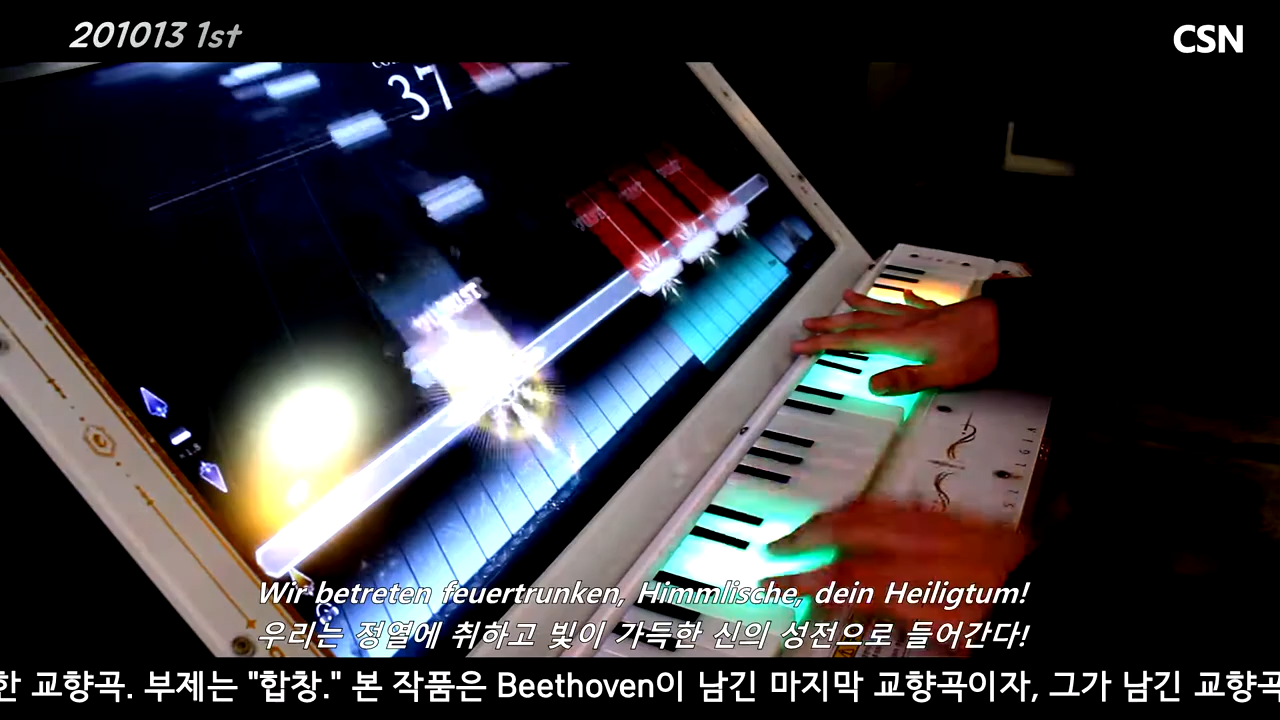 201013 1st
CSN
37
Wir betreten feuertrunken, Himmlische, dein Heiligtum!
우리는 정열에 취하고 빛이 가득한 신의 성전으로 들어간다!
한 교향곡. 부제는 "합창." 본 작품은 Beethoven이 남긴 마지막 교향곡이자, 그가 남긴 교향곡